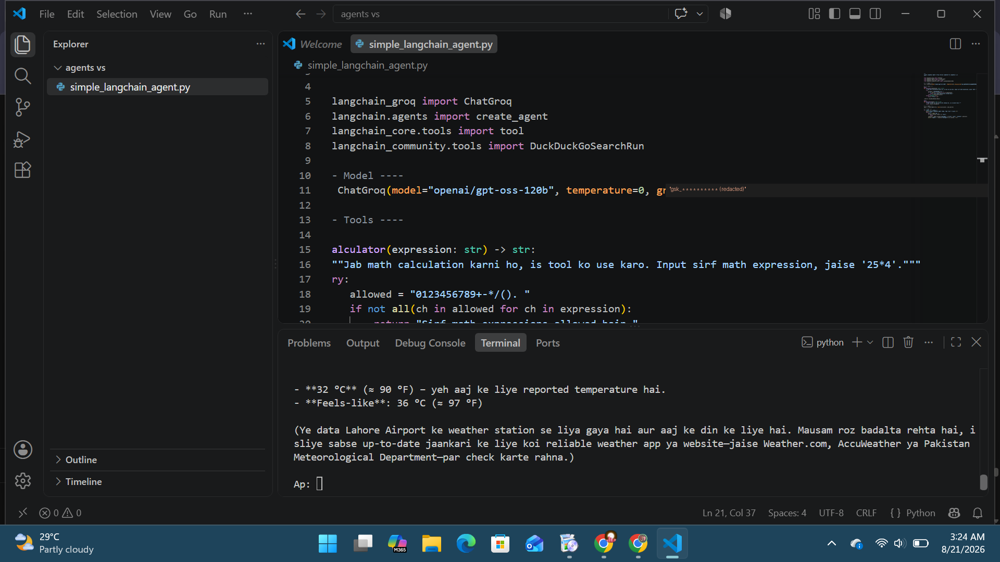 File Edit Selection View Go Run ···
agents vs
Explorer
agents vs
simple_langchain_agent.py
Outline
Timeline
Welcome simple_langchain_agent.py
simple_langchain_agent.py
4
5 langchain_groq import ChatGroq
6 langchain.agents import create_agent
7 langchain_core.tools import tool
8 langchain_community.tools import DuckDuckGoSearchRun
9
10 - Model ----
11 ChatGroq(model="openai/gpt-oss-120b", temperature=0, gr "gsk_********** (redacted)"
12
13 - Tools ----
14
15 alculator(expression: str) -> str:
16 ""Jab math calculation karni ho, is tool ko use karo. Input sirf math expression, jaise '25*4'."""
17 ry:
18 allowed = "0123456789+-*/(). "
19 if not all(ch in allowed for ch in expression):
20 return "Sirf math expressions allowed hain."
Problems Output Debug Console Terminal Ports
python
- **32 °C** (≈ 90 °F) – yeh aaj ke liye reported temperature hai.
- **Feels-like**: 36 °C (≈ 97 °F)
(Ye data Lahore Airport ke weather station se liya gaya hai aur aaj ke din ke liye hai. Mausam roz badalta rehta hai, i
sliye sabse up-to-date jaankari ke liye koi reliable weather app ya website—jaise Weather.com, AccuWeather ya Pakistan
Meteorological Department—par check karte rahna.)
Ap:
0 0
Ln 21, Col 37 Spaces: 4 UTF-8 CRLF { } Python
29°C
Partly cloudy
M365
3:24 AM
8/21/2026